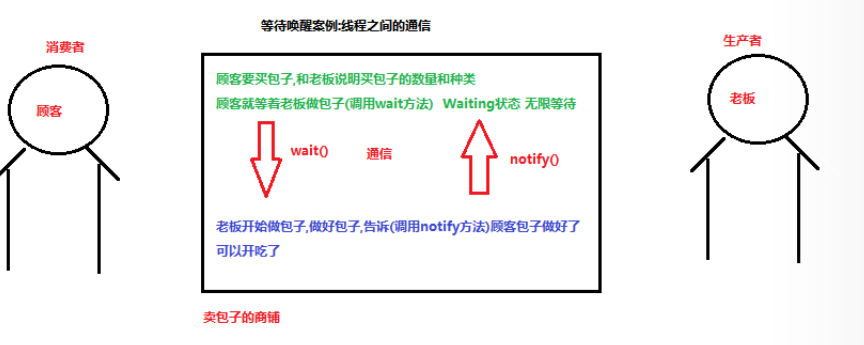 等待唤醒案例:线程之间的通信
消费者
生产者
顾客
老板
顾客要买包子,和老板说明买包子的数量和种类
顾客就等着老板做包子(调用wait方法) Waiting状态 无限等待
wait()
通信
notify()
老板开始做包子,做好包子,告诉(调用notify方法)顾客包子做好了
可以开吃了
卖包子的商铺